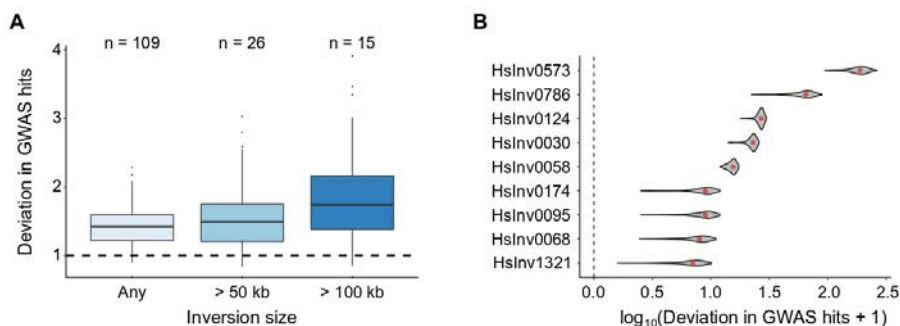 A
n = 109
n = 26
n = 15
4
3
2
1
Deviation in GWAS hits
Any
> 50 kb
> 100 kb
Inversion size
B
HsInv0573
HsInv0786
HsInv0124
HsInv0030
HsInv0058
HsInv0174
HsInv0095
HsInv0068
HsInv1321
0.0
0.5
1.0
1.5
2.0
2.5
log10(Deviation in GWAS hits + 1)